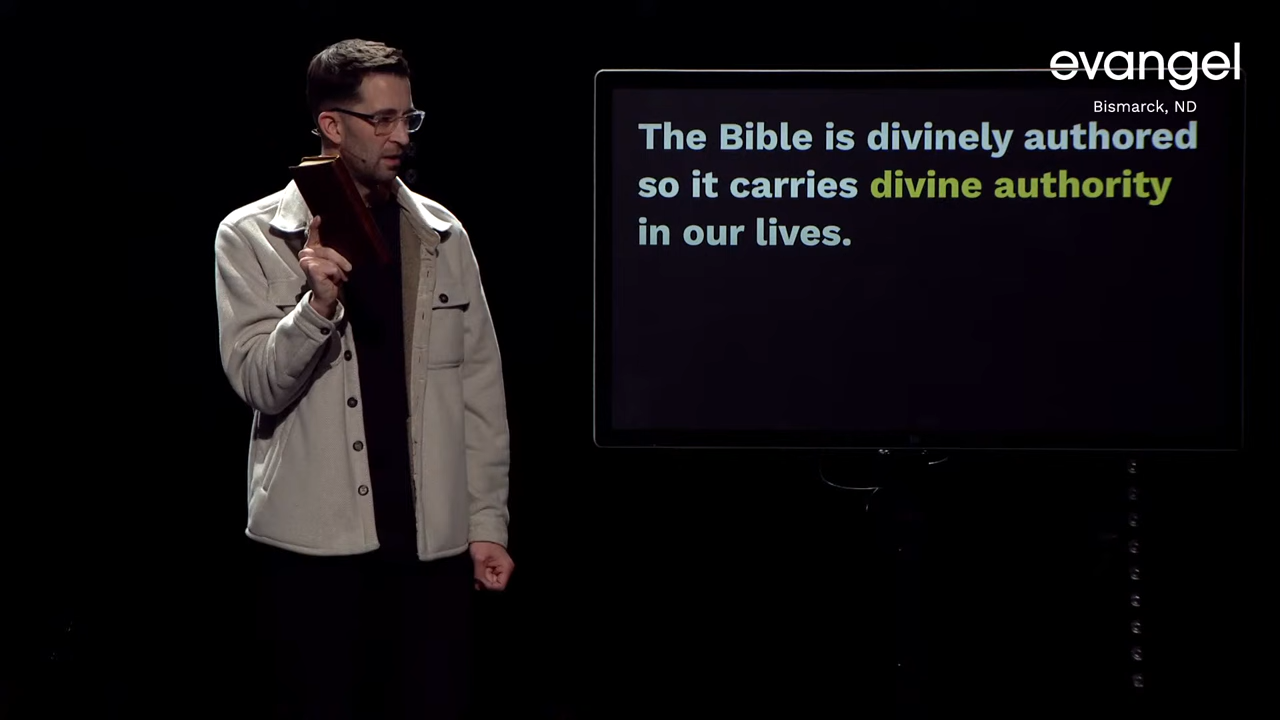 evangel
Bismarck, ND
The Bible is divinely authored
so it carries divine authority
in our lives.